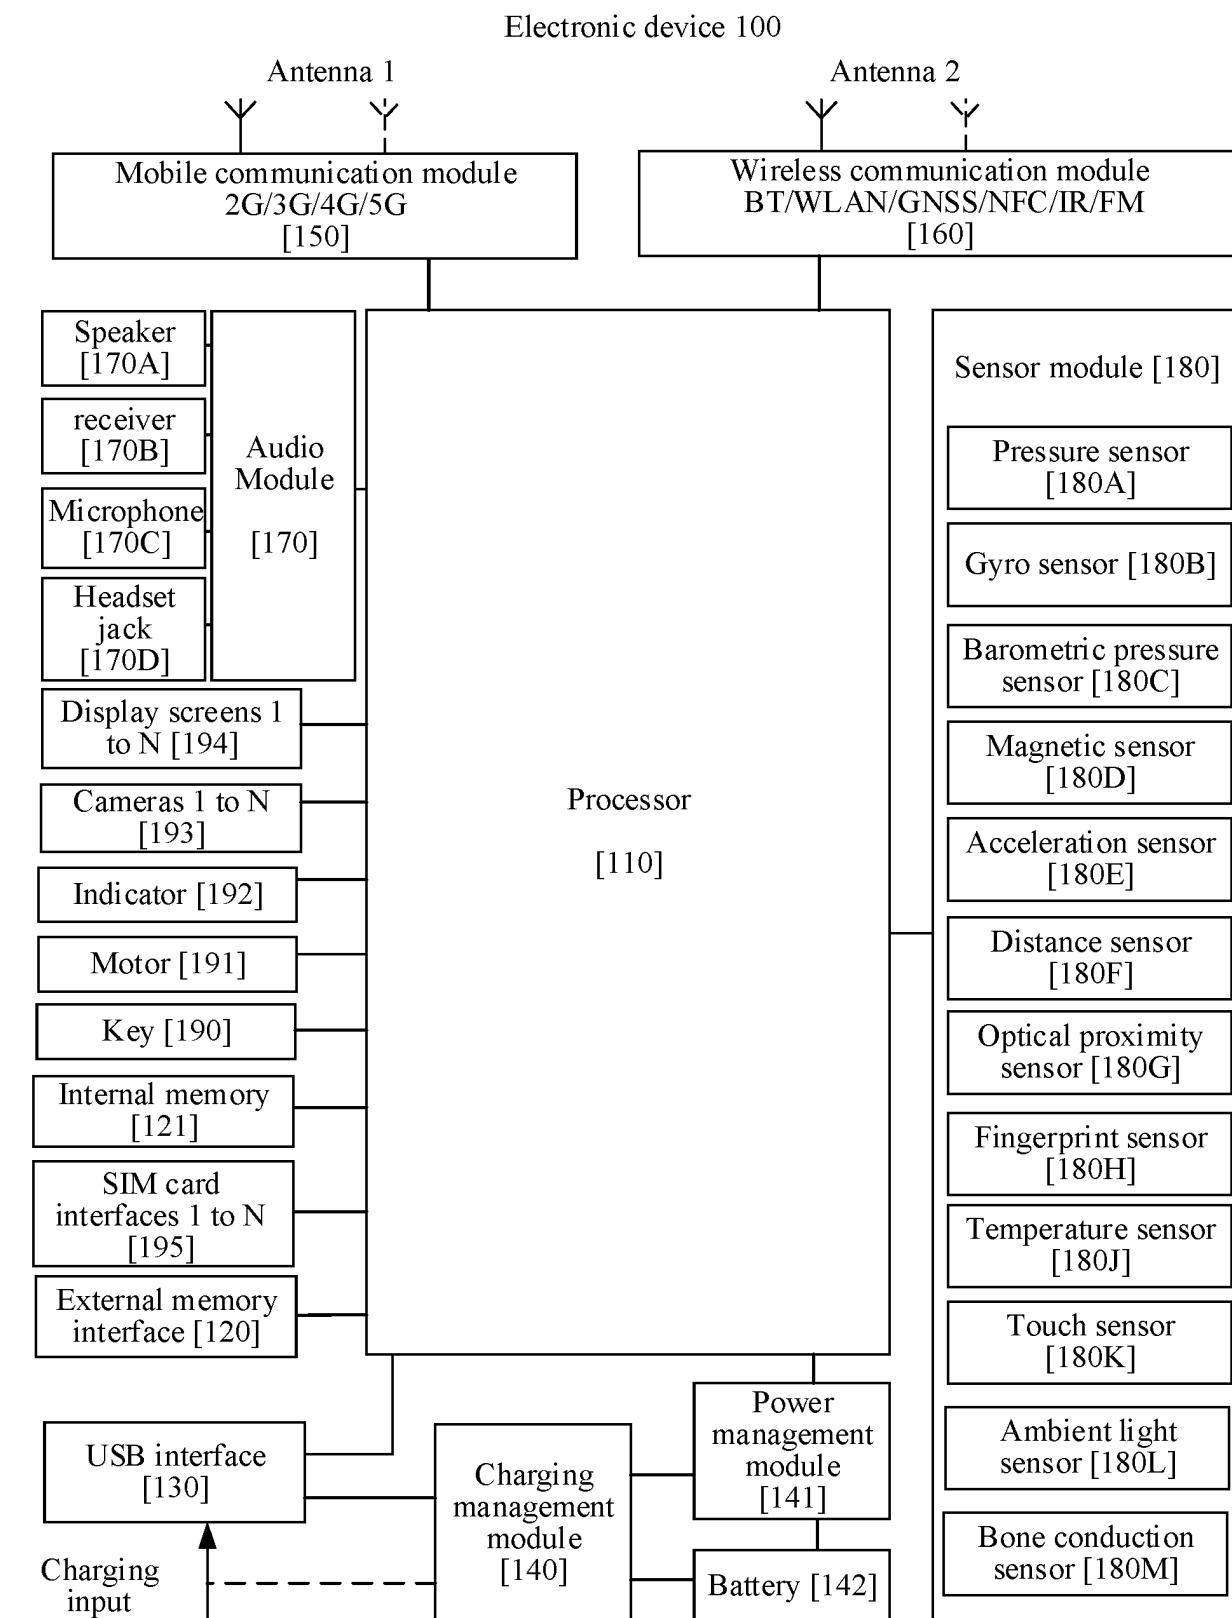 Electronic device 100
Antenna 1
Antenna 2
Mobile communication module
2G/3G/4G/5G
[150]
Wireless communication module
BT/WLAN/GNSS/NFC/IR/FM
[160]
Speaker
[170A]
receiver
[170B]
Microphone
[170C]
Headset
jack
[170D]
Audio
Module
[170]
Display screens 1
to N [194]
Cameras 1 to N
[193]
Indicator [192]
Motor [191]
Key [190]
Internal memory
[121]
SIM card
interfaces 1 to N
[195]
External memory
interface [120]
Processor
[110]
Sensor module [180]
Pressure sensor
[180A]
Gyro sensor [180B]
Barometric pressure
sensor [180C]
Magnetic sensor
[180D]
Acceleration sensor
[180E]
Distance sensor
[180F]
Optical proximity
sensor [180G]
Fingerprint sensor
[180H]
Temperature sensor
[180J]
Touch sensor
[180K]
Ambient light
sensor [180L]
Bone conduction
sensor [180M]
USB interface
[130]
Charging
input
Charging
management
module
[140]
Power
management
module
[141]
Battery [142]